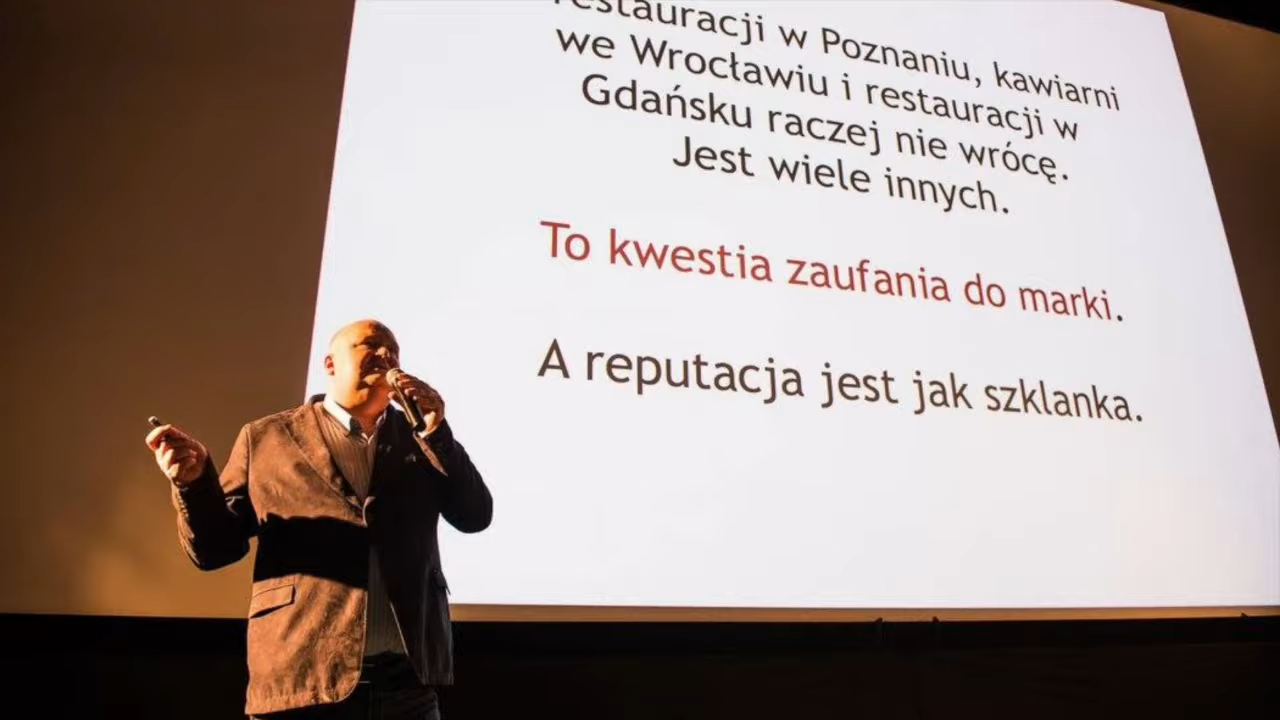 restauracji w Poznaniu, kawiarni
we Wrocławiu i restauracji w
Gdańsku raczej nie wrócę.
Jest wiele innych.
To kwestia zaufania do marki.
A reputacja jest jak szklanka.